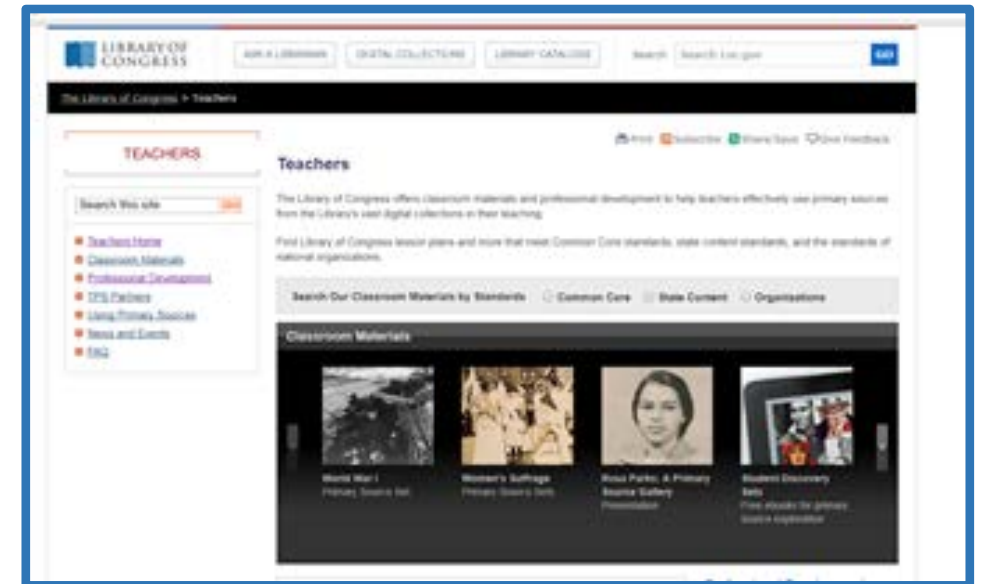 LIBRARY OF
CONGRESS
ASK A LIBRARIAN
DIGITAL COLLECTIONS
LIBRARY CATALOGS
Search
Search Loc.gov
GO
The Library of Congress > Teachers
Print Subscribe Share/Save Give Feedback
TEACHERS
Search this site
GO
Teachers Home
Classroom Materials
Professional Development
TPS Partners
Using Primary Sources
News and Events
FAQ
Teachers
The Library of Congress offers classroom materials and professional development to help teachers effectively use primary sources
from the Library's vast digital collections in their teaching.
Find Library of Congress lesson plans and more that meet Common Core standards, state content standards, and the standards of
national organizations.
Search Our Classroom Materials by Standards Common Core State Content Organizations
Classroom Materials
World War I
Primary Source Set
Women's Suffrage
Primary Source Sets
Rosa Parks: A Primary
Source Gallery
Presentation
Student Discovery
Sets
Free ebooks for primary
source exploration